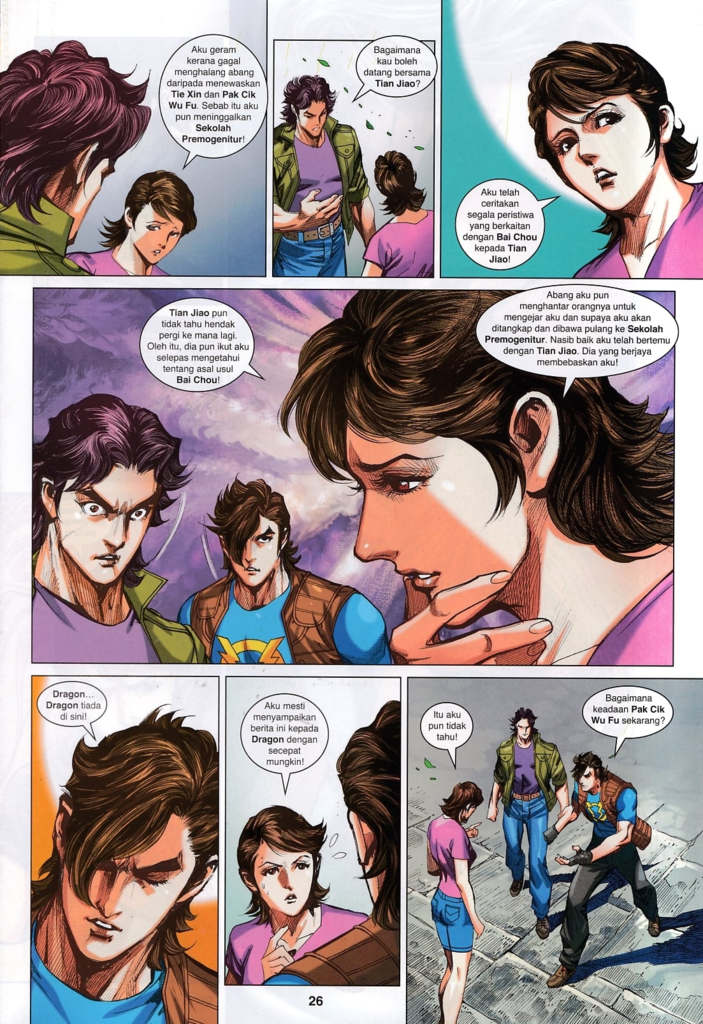 Aku geram
kerana gagal
menghalang abang
daripada menewaskan
Tie Xin dan Pak Cik
Wu Fu. Sebab itu aku
pun meninggalkan
Sekolah
Premogenitur!
Bagaimana
kau boleh
datang bersama
Tian Jiao?
Aku telah
ceritakan
segala peristiwa
yang berkaitan
dengan Bai Chou
kepada Tian
Jiao!
Tian Jiao pun
tidak tahu hendak
pergi ke mana lagi.
Oleh itu, dia pun ikut aku
selepas mengetahui
tentang asal usul
Bai Chou!
Abang aku pun
menghantar orangnya untuk
mengejar aku dan supaya aku akan
ditangkap dan dibawa pulang ke Sekolah
Premogenitur. Nasib baik aku telah bertemu
dengan Tian Jiao. Dia yang berjaya
membebaskan aku!
Dragon...
Dragon tiada
di sini!
Aku mesti
menyampaikan
berita ini kepada
Dragon dengan
secepat
mungkin!
Itu aku
pun tidak
tahu!
Bagaimana
keadaan Pak Cik
Wu Fu sekarang?
26